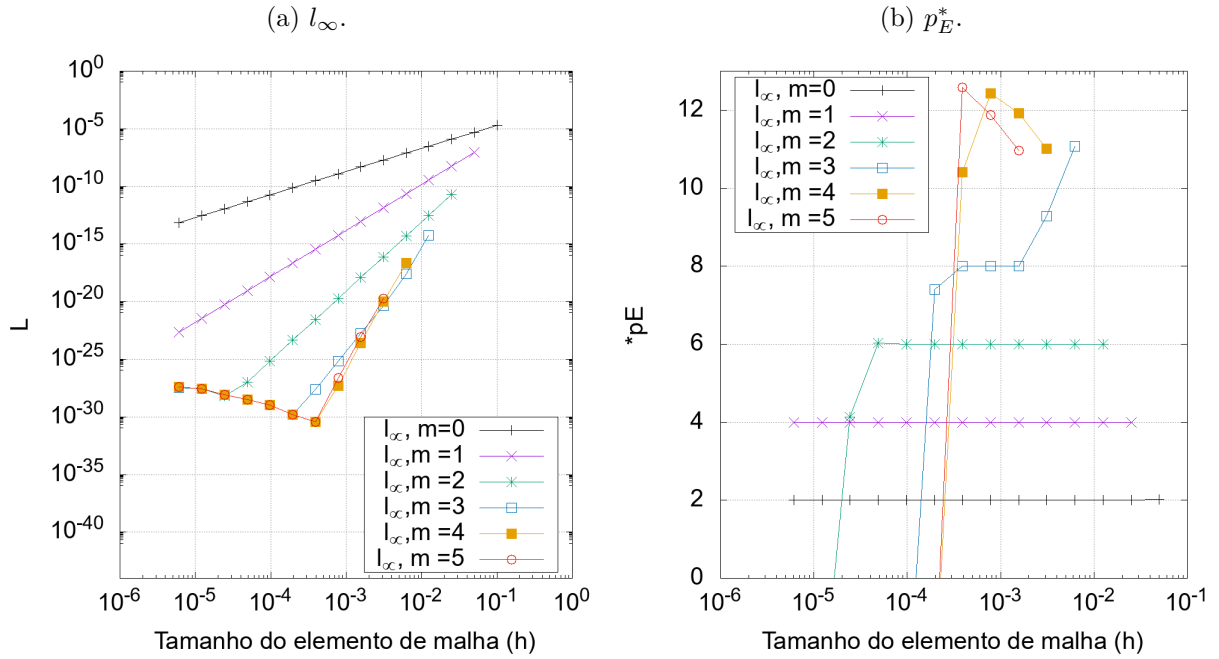 (a) l∞.
10^0
10^-5
10^-10
10^-15
10^-20
10^-25
10^-30
10^-35
10^-40
L
l∞, m=0
l∞,m =1
l∞,m =2
l∞,m =3
l∞,m =4
l∞,m =5
10^-6 10^-5 10^-4 10^-3 10^-2 10^-1 10^0
Tamanho do elemento de malha (h)
(b) p*_E.
12
10
8
6
4
2
0
*pE
l∞, m=0
l∞, m=1
l∞, m=2
l∞, m=3
l∞, m=4
l∞, m=5
10^-6 10^-5 10^-4 10^-3 10^-2 10^-1
Tamanho do elemento de malha (h)